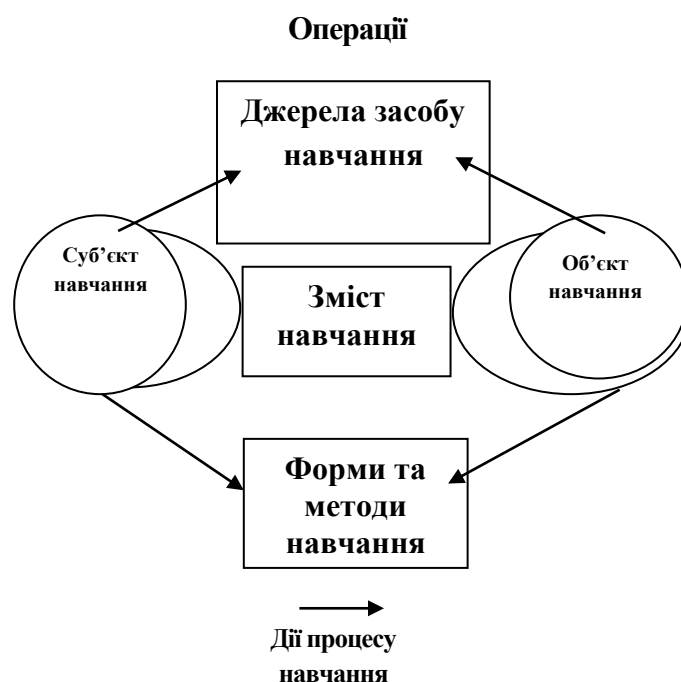 Операції
Джерела засобу
навчання
Суб’єкт
навчання
Об’єкт
навчання
Зміст
навчання
Форми та
методи
навчання
Дії процесу
навчання